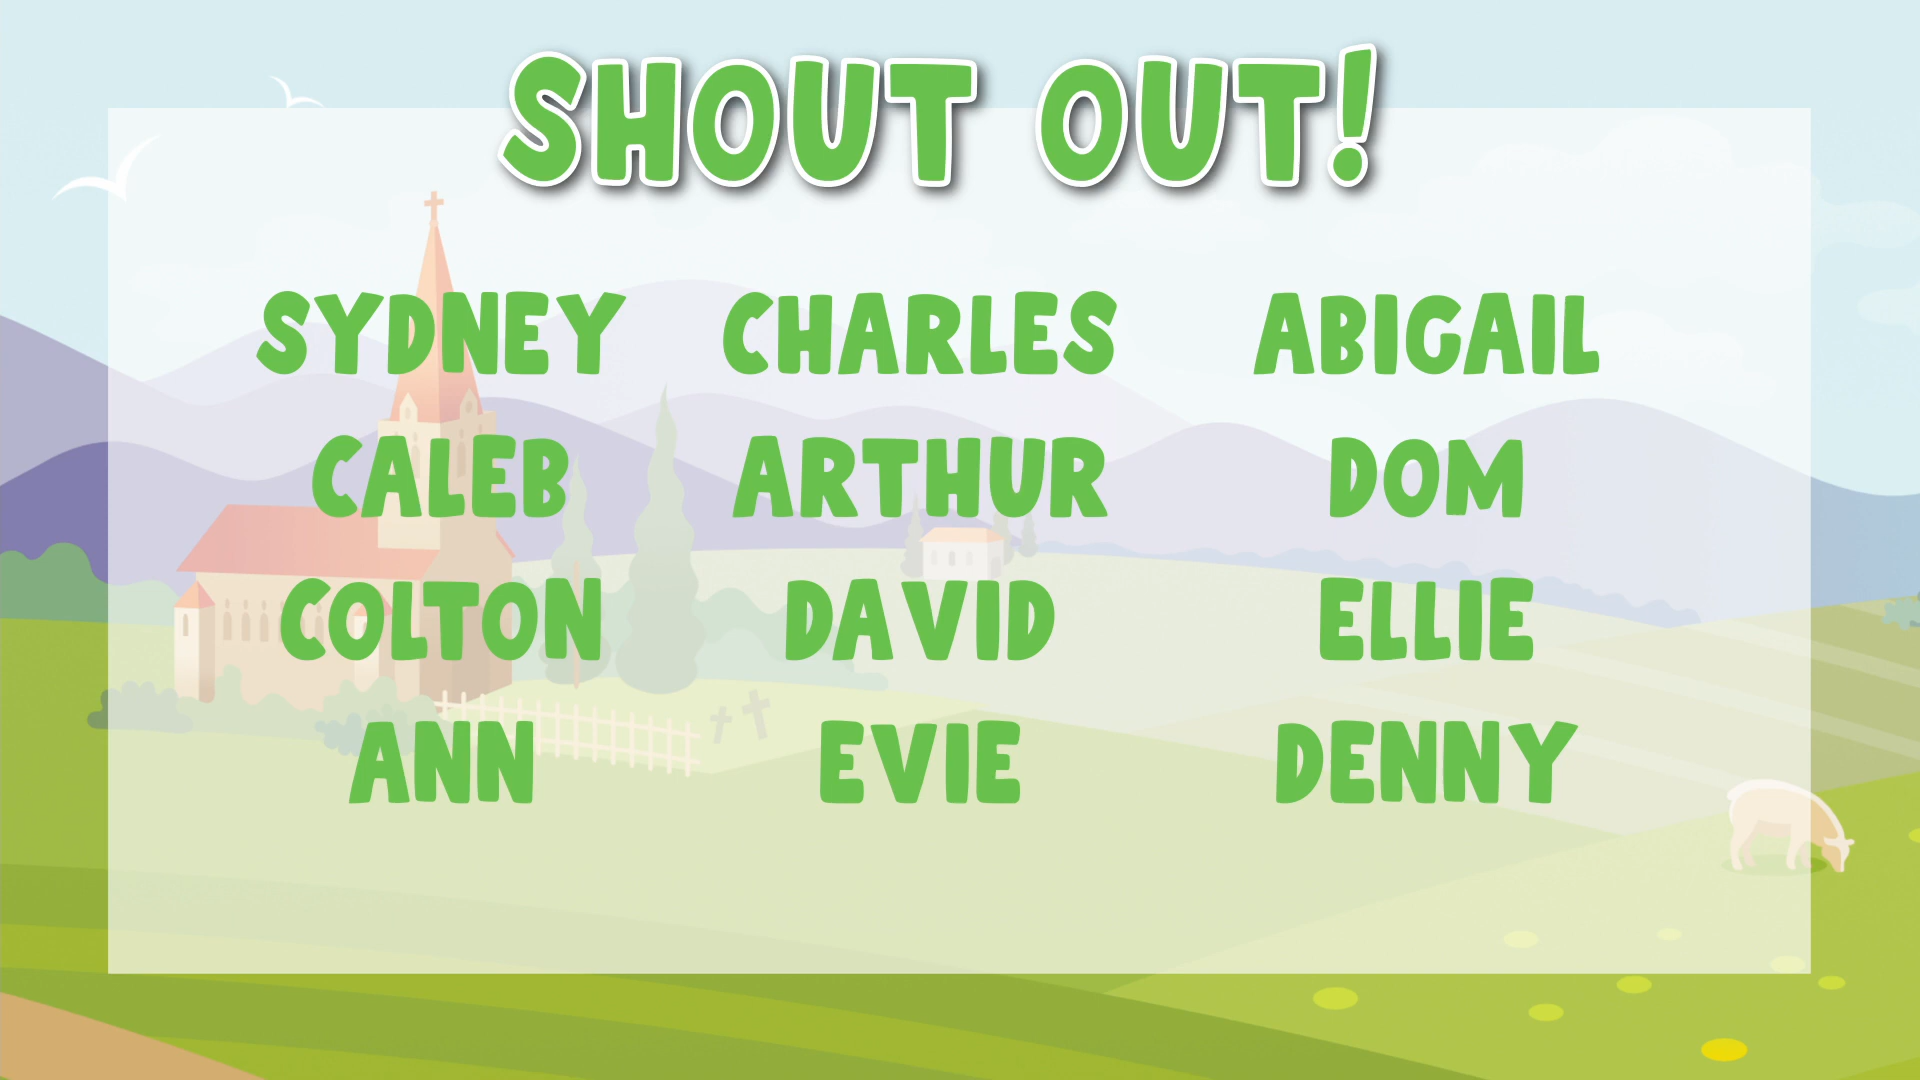 SHOUT OUT!
SYDNEY CHARLES ABIGAIL
CALEB ARTHUR DOM
COLTON DAVID ELLIE
ANN EVIE DENNY